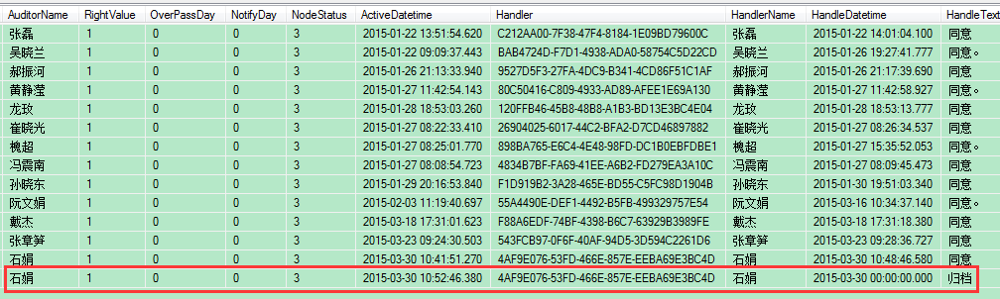 AuditorName RightValue OverPassDay NotifyDay NodeStatus ActiveDatetime Handler HandlerName HandleDatetime HandleText
张磊 1 0 0 3 2015-01-22 13:51:54.620 C212AA00-7F38-47F4-8184-1E09BD79600C 张磊 2015-01-22 14:01:04.100 同意
吴晓兰 1 0 0 3 2015-01-22 09:09:37.443 BAB4724D-F7D1-4938-ADA0-58754C5D22CD 吴晓兰 2015-01-26 19:27:41.777 同意。
郝振河 1 0 0 3 2015-01-26 21:13:33.940 9527D5F3-27FA-4DC9-B341-4CD86F51C1AF 郝振河 2015-01-26 21:17:39.690 同意
黄静滢 1 0 0 3 2015-01-27 11:42:54.143 80C50416-C809-4933-AD89-AFEE1E69A130 黄静滢 2015-01-27 11:42:58.927 同意。
龙玫 1 0 0 3 2015-01-28 18:53:03.260 120FFB46-45B8-48B8-A1B3-BD13E3BC4E04 龙玫 2015-01-28 18:53:13.777 同意
崔晓光 1 0 0 3 2015-01-27 08:22:33.410 26904025-6017-44C2-BFA2-D7CD46897882 崔晓光 2015-01-27 08:26:34.537 同意
槐超 1 0 0 3 2015-01-27 08:25:01.770 898BA765-E6C4-4E48-98FD-DC1B0EBFDBE1 槐超 2015-01-27 15:35:52.053 同意。
冯震南 1 0 0 3 2015-01-27 08:08:54.723 4834B7BF-FA69-41EE-A6B2-FD279EA3A10C 冯震南 2015-01-27 08:09:45.473 同意
孙晓东 1 0 0 3 2015-01-29 20:16:53.840 F1D919B2-3A28-465E-BD55-C5FC98D1904B 孙晓东 2015-01-30 19:51:03.340 同意
阮文娟 1 0 0 3 2015-02-03 11:19:40.697 55A4490E-DEF1-4492-B5FB-499329757E54 阮文娟 2015-03-16 10:34:37.140 同意。
戴杰 1 0 0 3 2015-03-18 17:31:01.623 F88A6EDF-74BF-4398-B6C7-63929B3989FE 戴杰 2015-03-18 17:31:18.380 同意
张章笋 1 0 0 3 2015-03-23 09:24:30.503 543FCB97-0F6F-40AF-94D5-3D594C2261D6 张章笋 2015-03-23 09:28:36.727 同意
石娟 1 0 0 3 2015-03-30 10:41:51.270 4AF9E076-53FD-466E-857E-EEBA69E3BC4D 石娟 2015-03-30 10:48:46.580 同意
石娟 1 0 0 3 2015-03-30 10:52:46.380 4AF9E076-53FD-466E-857E-EEBA69E3BC4D 石娟 2015-03-30 00:00:00.000 归档